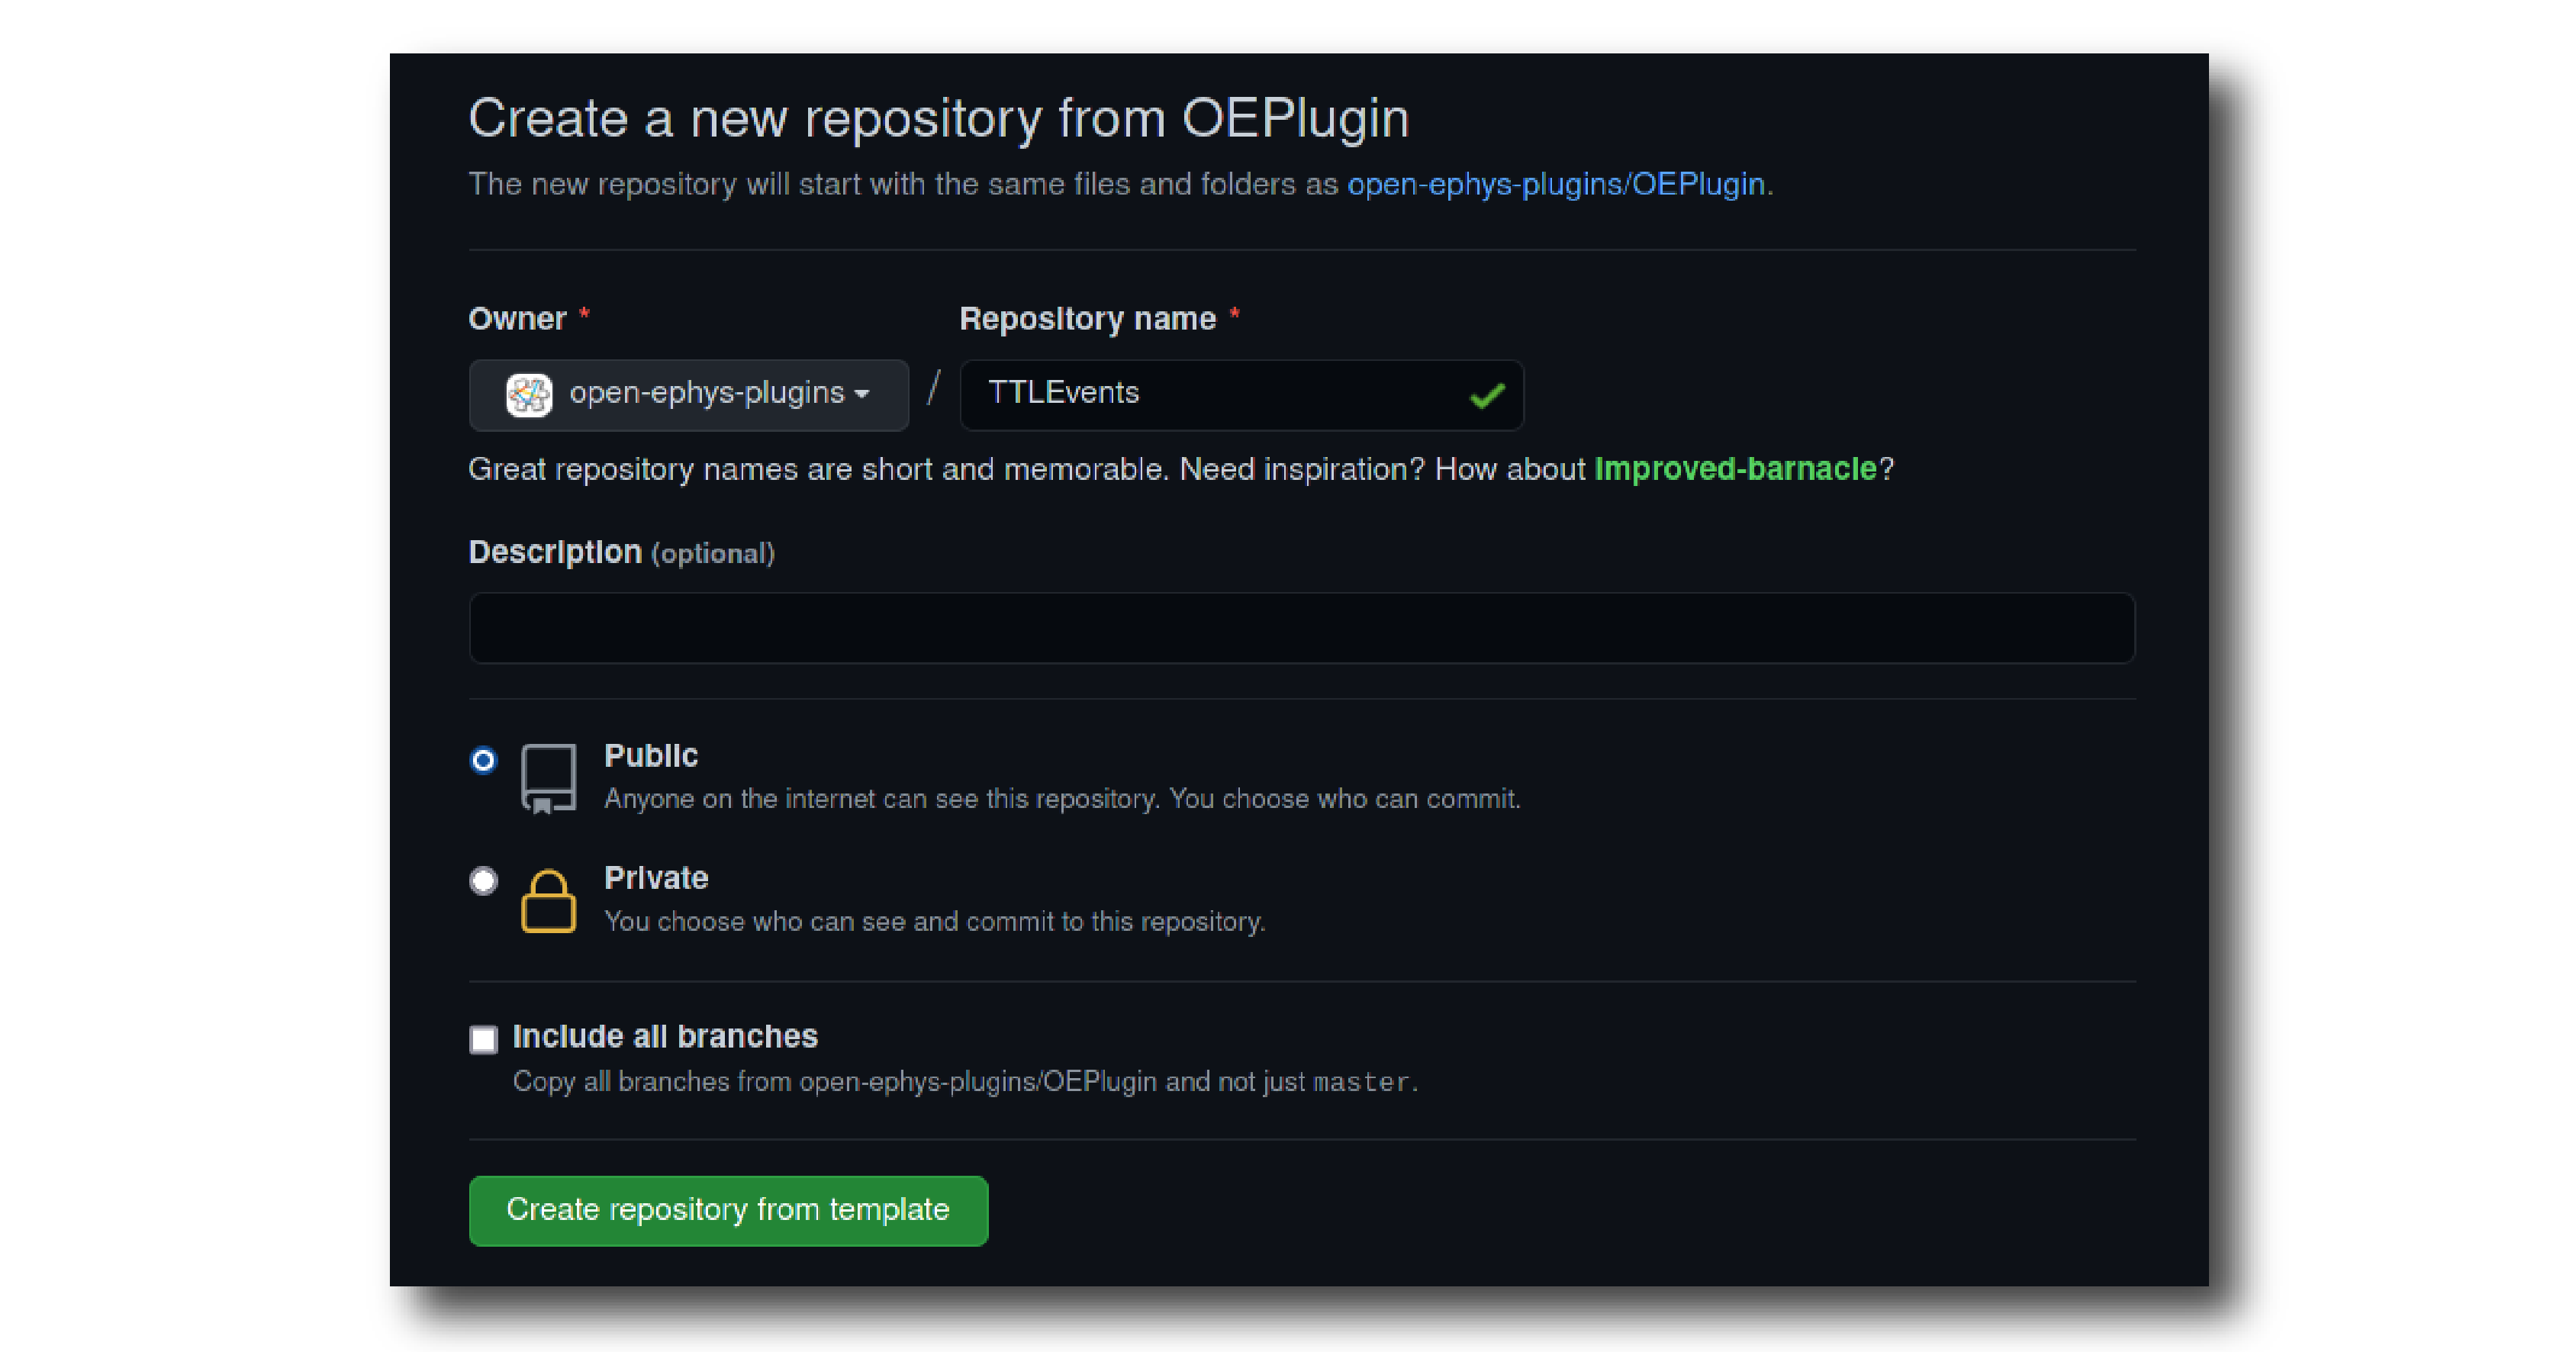 Create a new repository from OEPlugin
The new repository will start with the same files and folders as open-ephys-plugins/OEPlugin.
Owner * Repository name *
open-ephys-plugins / TTLEvents
Great repository names are short and memorable. Need inspiration? How about Improved-barnacle?
Description (optional)
Public
Anyone on the internet can see this repository. You choose who can commit.
Private
You choose who can see and commit to this repository.
Include all branches
Copy all branches from open-ephys-plugins/OEPlugin and not just master.
Create repository from template